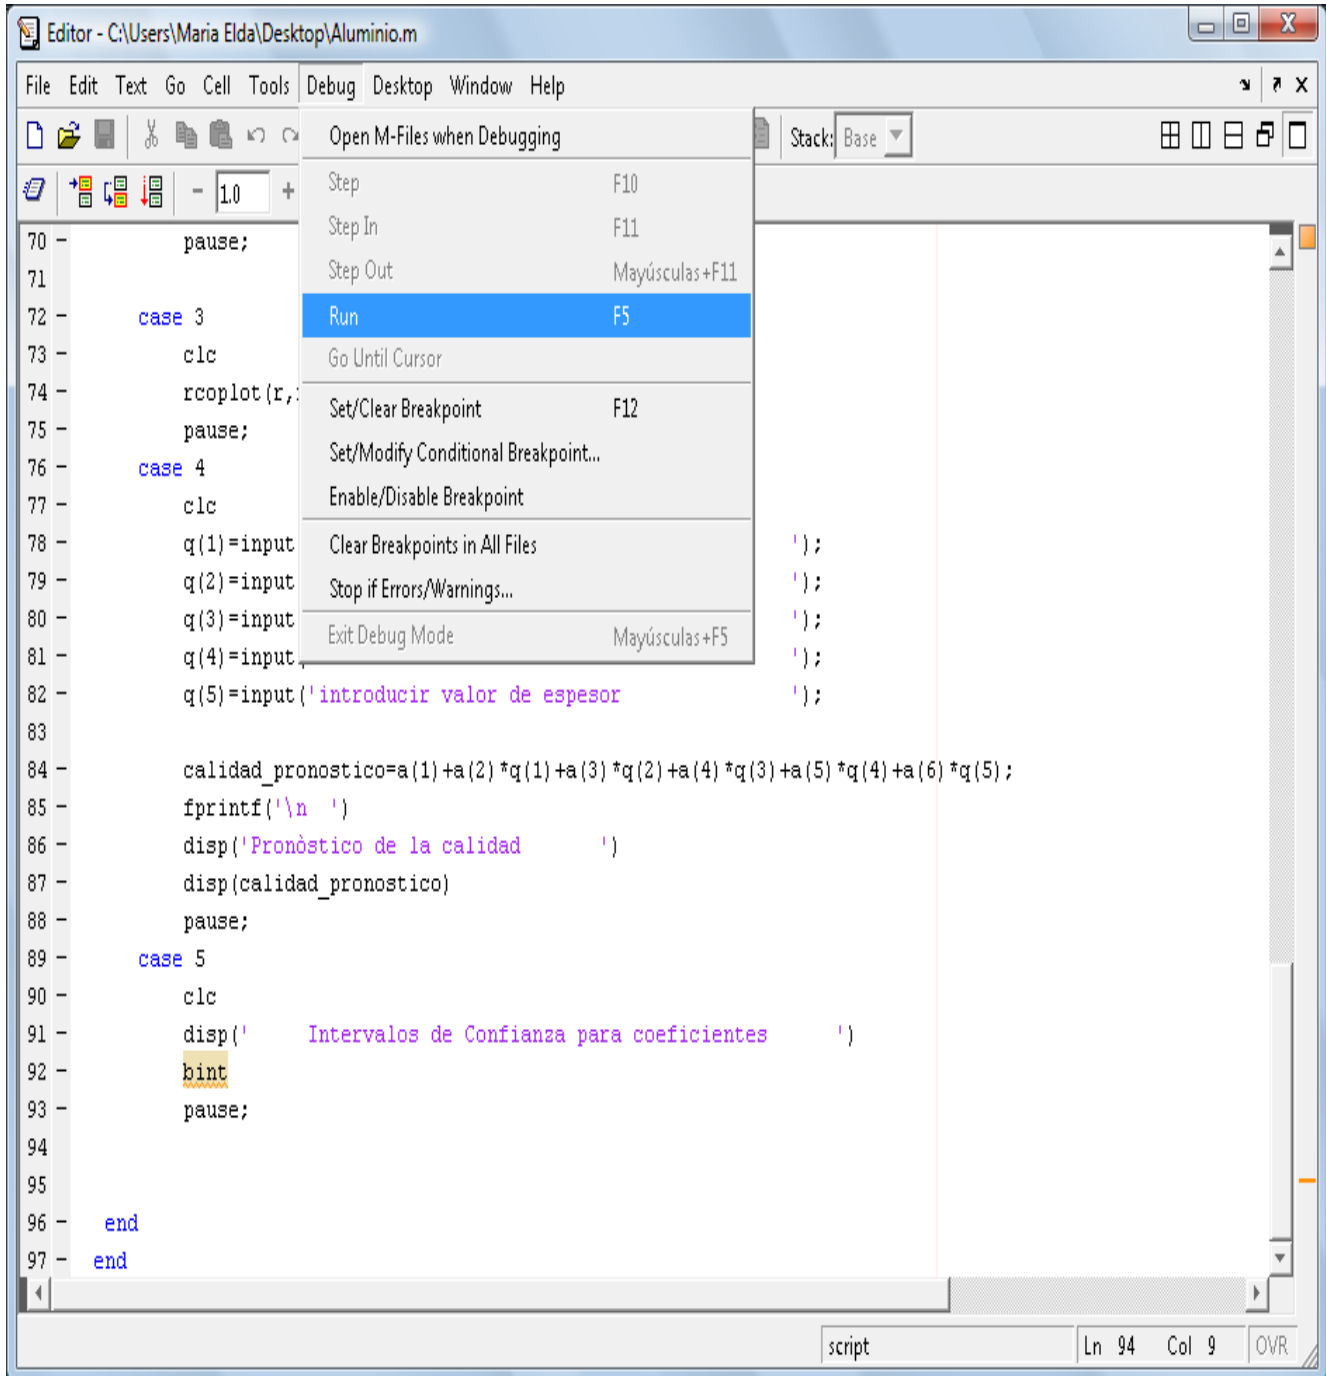 Editor - C:\Users\Maria Elda\Desktop\Aluminio.m
File Edit Text Go Cell Tools Debug Desktop Window Help
Stack: Base
1.0
Open M-Files when Debugging
Step F10
Step In F11
Step Out Mayúsculas+F11
Run F5
Go Until Cursor
Set/Clear Breakpoint F12
Set/Modify Conditional Breakpoint...
Enable/Disable Breakpoint
Clear Breakpoints in All Files
Stop if Errors/Warnings...
Exit Debug Mode Mayúsculas+F5
70 - pause;
71
72 - case 3
73 - clc
74 - rcoplot(r,
75 - pause;
76 - case 4
77 - clc
78 - q(1)=input ');
79 - q(2)=input ');
80 - q(3)=input ');
81 - q(4)=input ');
82 - q(5)=input('introducir valor de espesor ');
83
84 - calidad_pronostico=a(1)+a(2)*q(1)+a(3)*q(2)+a(4)*q(3)+a(5)*q(4)+a(6)*q(5);
85 - fprintf('\n ')
86 - disp('Pronòstico de la calidad ')
87 - disp(calidad_pronostico)
88 - pause;
89 - case 5
90 - clc
91 - disp(' Intervalos de Confianza para coeficientes ')
92 - bint
93 - pause;
94
95
96 - end
97 - end
script Ln 94 Col 9 OVR